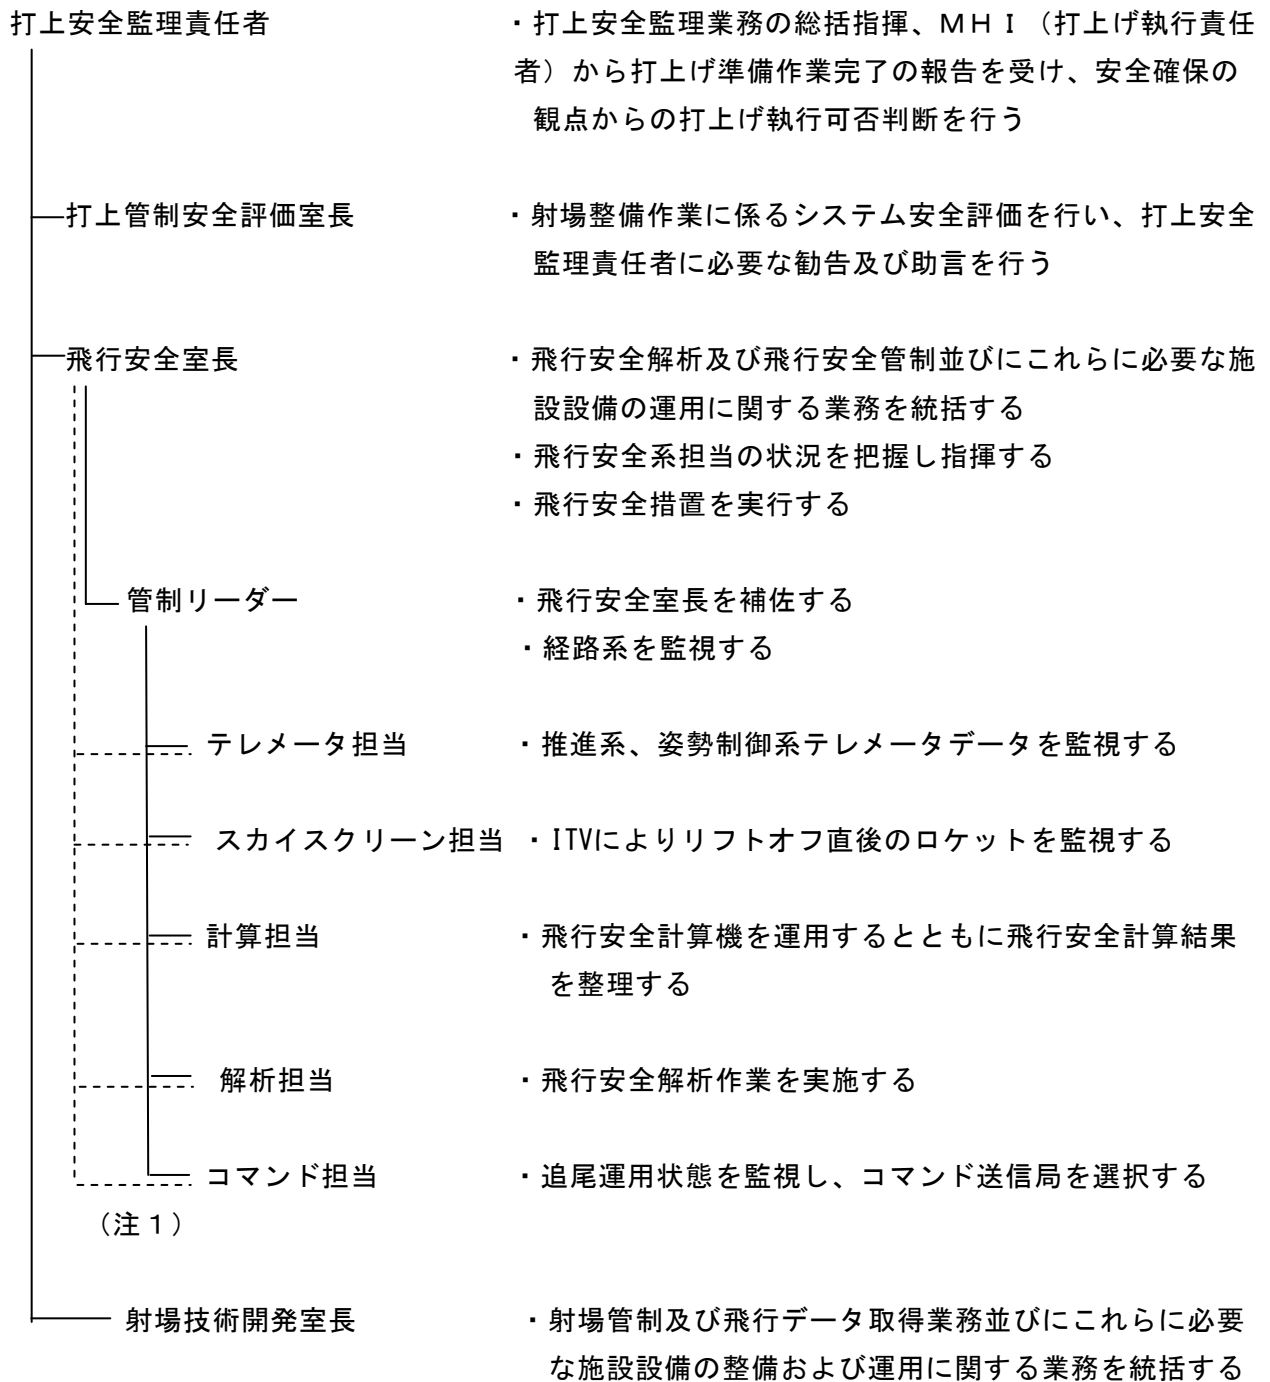 打上安全監理責任者　・打上安全監理業務の総括指揮、ＭＨＩ（打上げ執行責任
者）から打上げ準備作業完了の報告を受け、安全確保の
観点からの打上げ執行可否判断を行う
打上管制安全評価室長　・射場整備作業に係るシステム安全評価を行い、打上安全
監理責任者に必要な勧告及び助言を行う
飛行安全室長　・飛行安全解析及び飛行安全管制並びにこれらに必要な施
設設備の運用に関する業務を統括する
・飛行安全系担当の状況を把握し指揮する
・飛行安全措置を実行する
管制リーダー　・飛行安全室長を補佐する
・経路系を監視する
テレメータ担当　・推進系、姿勢制御系テレメータデータを監視する
スカイスクリーン担当　・ITVによりリフトオフ直後のロケットを監視する
計算担当　・飛行安全計算機を運用するとともに飛行安全計算結果
を整理する
解析担当　・飛行安全解析作業を実施する
コマンド担当　・追尾運用状態を監視し、コマンド送信局を選択する
（注１）
射場技術開発室長　・射場管制及び飛行データ取得業務並びにこれらに必要
な施設設備の整備および運用に関する業務を統括する